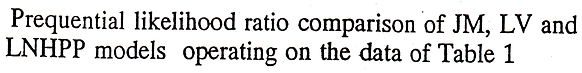 Prequential likelihood ratio comparison of JM, LV and
LNHPP models operating on the data of Table 1